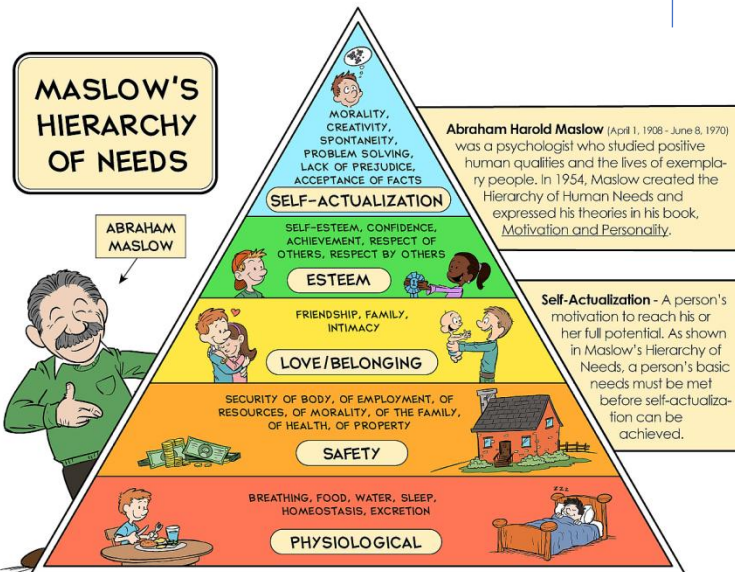 MASLOW'S
HIERARCHY
OF NEEDS
ABRAHAM
MASLOW
MORALITY,
CREATIVITY,
SPONTANEITY,
PROBLEM SOLVING,
LACK OF PREJUDICE,
ACCEPTANCE OF FACTS
SELF-ACTUALIZATION
SELF-ESTEEM, CONFIDENCE,
ACHIEVEMENT, RESPECT OF
OTHERS, RESPECT BY OTHERS
ESTEEM
FRIENDSHIP, FAMILY,
INTIMACY
LOVE/BELONGING
SECURITY OF BODY, OF EMPLOYMENT, OF
RESOURCES, OF MORALITY, OF THE FAMILY,
OF HEALTH, OF PROPERTY
SAFETY
BREATHING, FOOD, WATER, SLEEP,
HOMEOSTASIS, EXCRETION
PHYSIOLOGICAL
zzz
Abraham Harold Maslow (April 1, 1908 - June 8, 1970)
was a psychologist who studied positive
human qualities and the lives of exempla-
ry people. In 1954, Maslow created the
Hierarchy of Human Needs and
expressed his theories in his book,
Motivation and Personality.
Self-Actualization - A person's
motivation to reach his or
her full potential. As shown
in Maslow's Hierarchy of
Needs, a person's basic
needs must be met
before self-actualiza-
tion can be
achieved.